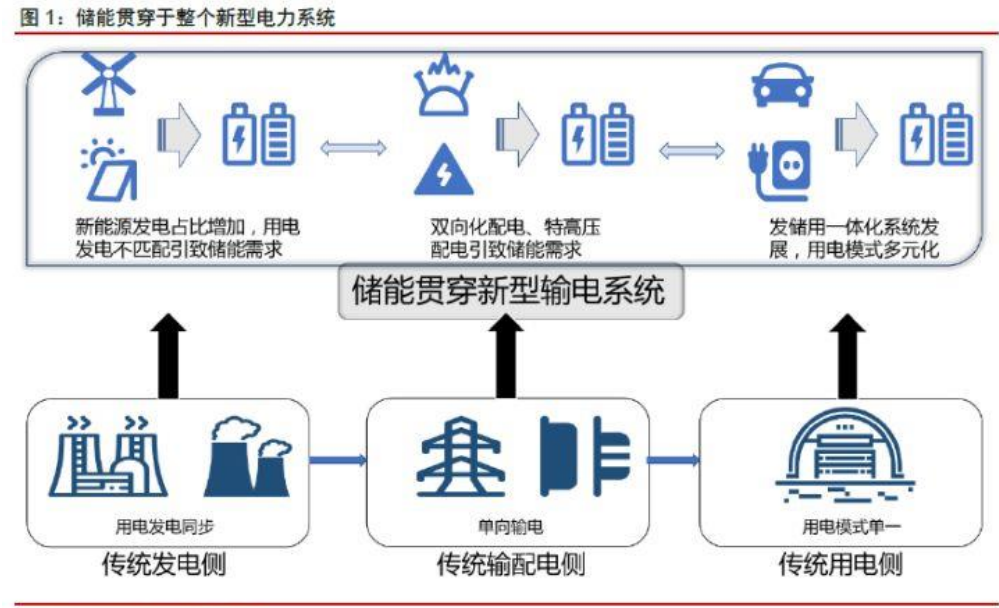 图 1：储能贯穿于整个新型电力系统
新能源发电占比增加，用电
发电不匹配引致储能需求
双向化配电、特高压
配电引致储能需求
发储用一体化系统发
展，用电模式多元化
储能贯穿新型输电系统
用电发电同步
单向输电
用电模式单一
传统发电侧
传统输配电侧
传统用电侧